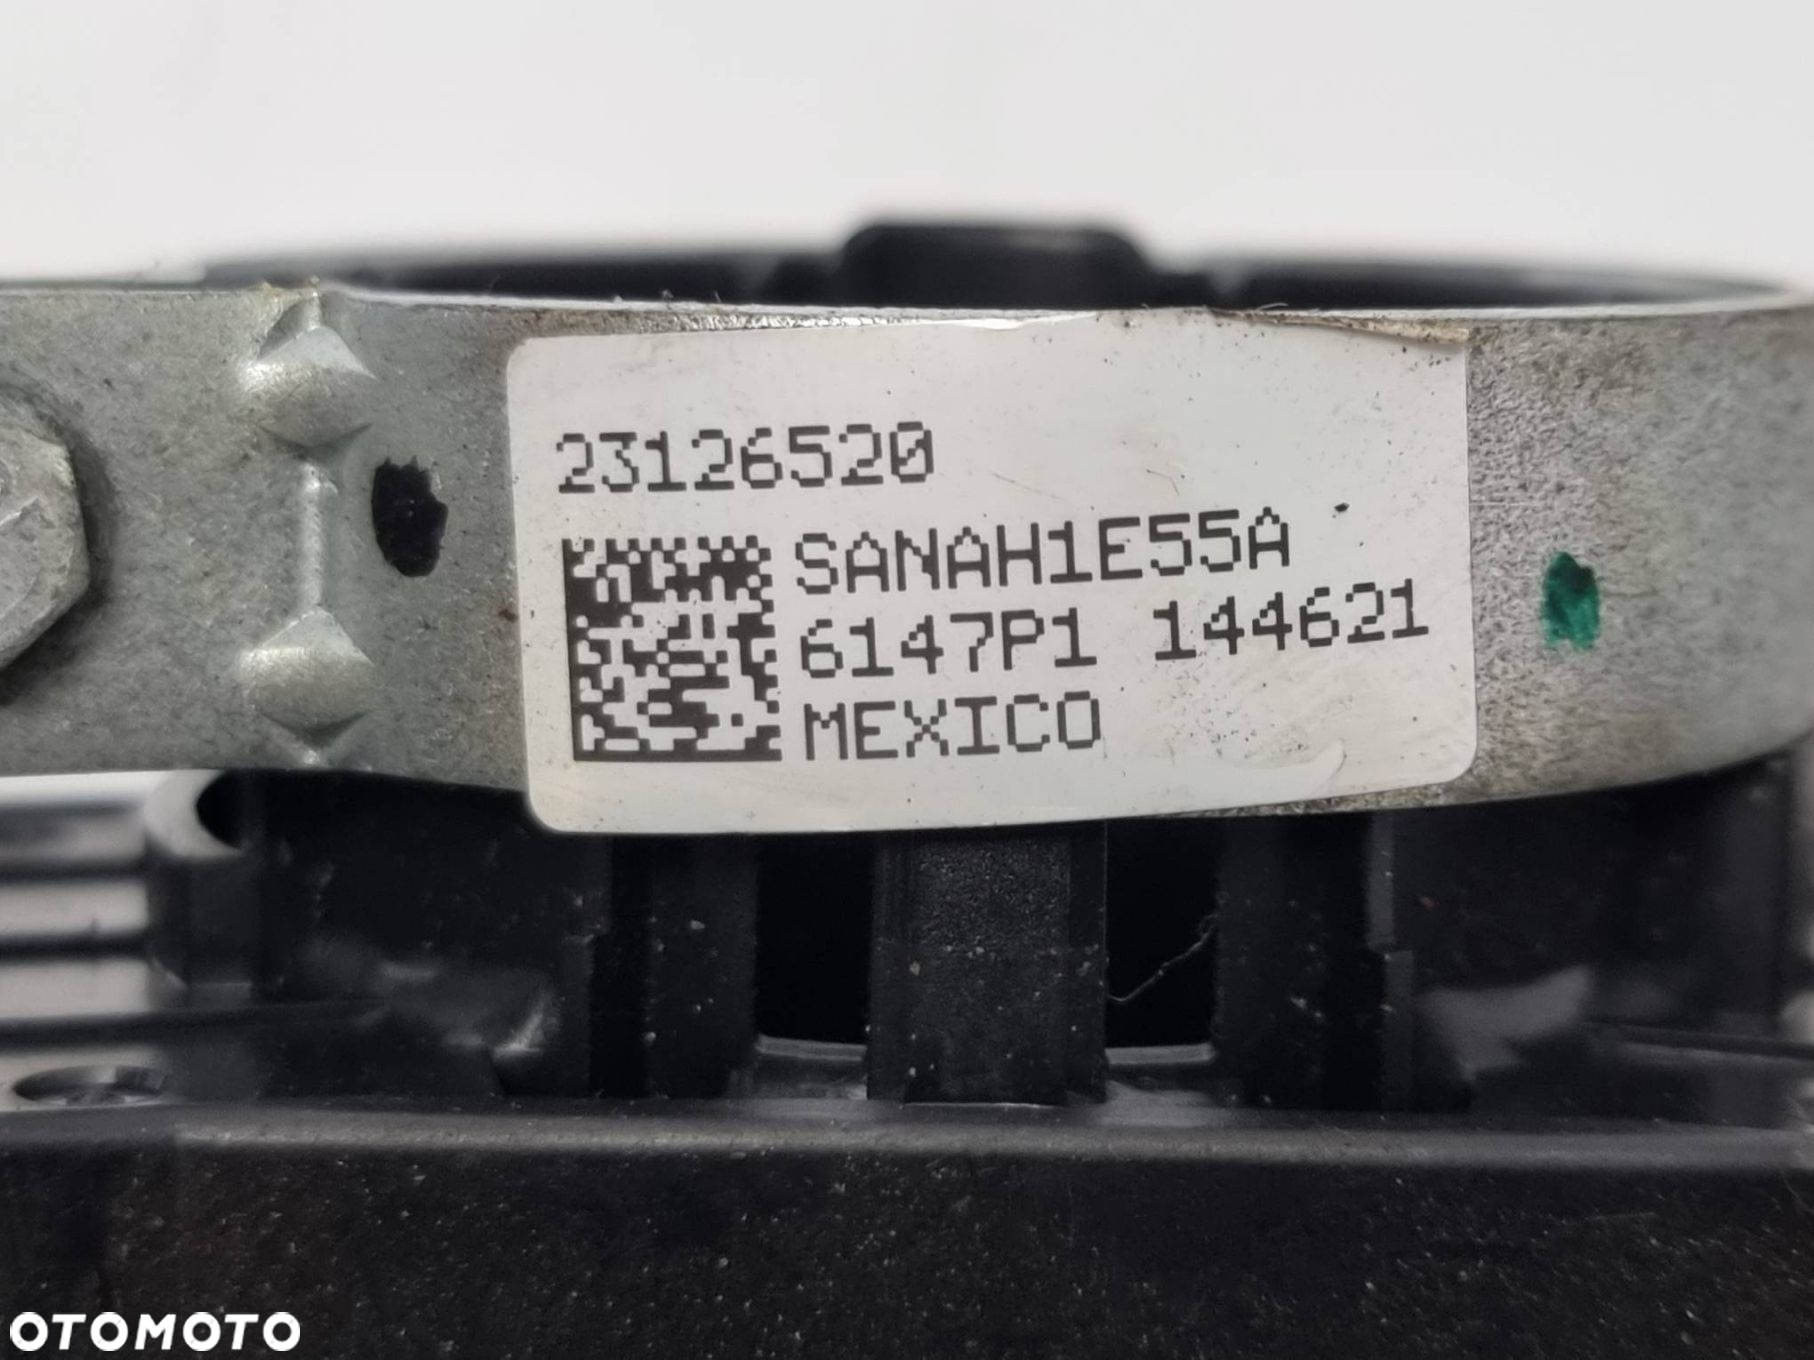 23126520
SANAH1E55A
6147P1 144621
MEXICO
OTOMOTO